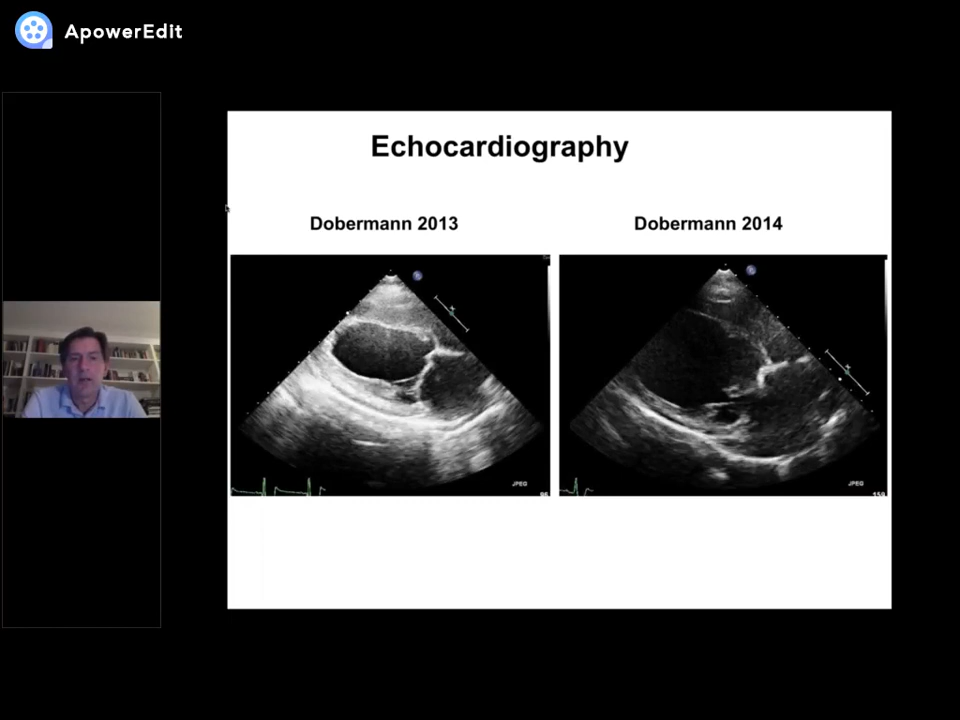 ApowerEdit
Echocardiography
Dobermann 2013
Dobermann 2014
JPEG
JPEG